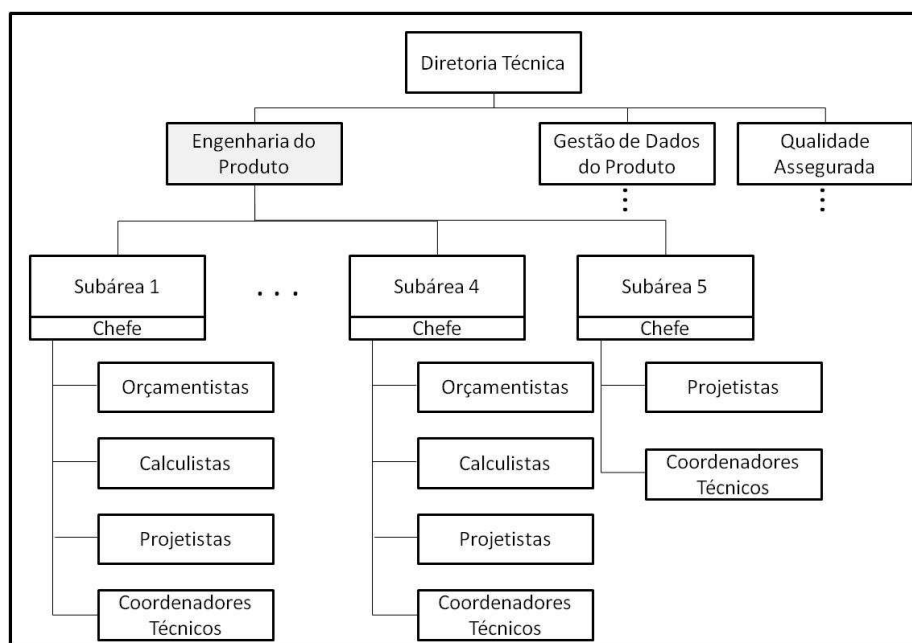 Diretoria Técnica
Engenharia do
Produto
Gestão de Dados
do Produto
Qualidade
Assegurada
Subárea 1
Chefe
. . .
Subárea 4
Chefe
Subárea 5
Chefe
Orçamentistas
Calculistas
Projetistas
Coordenadores
Técnicos
Orçamentistas
Calculistas
Projetistas
Coordenadores
Técnicos
Projetistas
Coordenadores
Técnicos